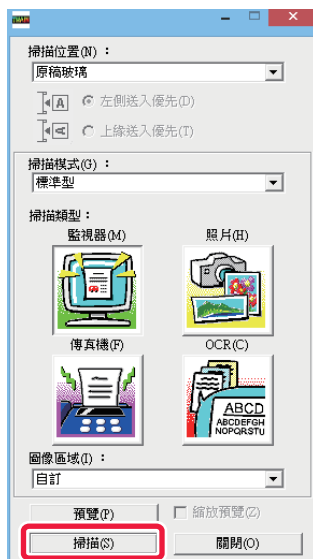 掃描位置(N)：
原稿玻璃
A 左側送入優先(D)
A 上緣送入優先(T)
掃描模式(G)：
標準型
掃描類型：
監視器(M) 照片(H)
傳真機(F) OCR(C)
ABCD
ABCDEFGH
NOPQRSTU
圖像區域(I)：
自訂
預覽(P) 縮放預覽(Z)
掃描(S) 關閉(O)